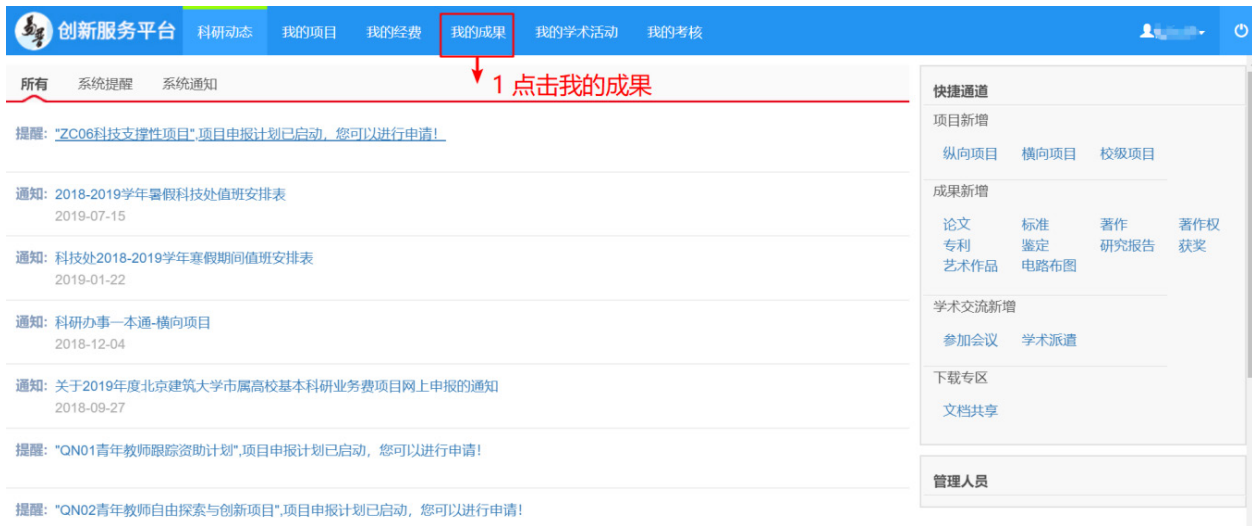 创新服务平台 科研动态 我的项目 我的经费 我的成果 我的学术活动 我的考核
1 点击我的成果
所有 系统提醒 系统通知
提醒: "ZC06科技支撑性项目",项目申报计划已启动，您可以进行申请!
通知: 2018-2019学年暑假科技处值班安排表
2019-07-15
通知: 科技处2018-2019学年寒假期间值班安排表
2019-01-22
通知: 科研办事一本通-横向项目
2018-12-04
通知: 关于2019年度北京建筑大学市属高校基本科研业务费项目网上申报的通知
2018-09-27
提醒: "QN01青年教师跟踪资助计划",项目申报计划已启动，您可以进行申请!
提醒: "QN02青年教师自由探索与创新项目",项目申报计划已启动，您可以进行申请!
快捷通道
项目新增
纵向项目 横向项目 校级项目
成果新增
论文 标准 著作 著作权
专利 鉴定 研究报告 获奖
艺术作品 电路布图
学术交流新增
参加会议 学术派遣
下载专区
文档共享
管理人员